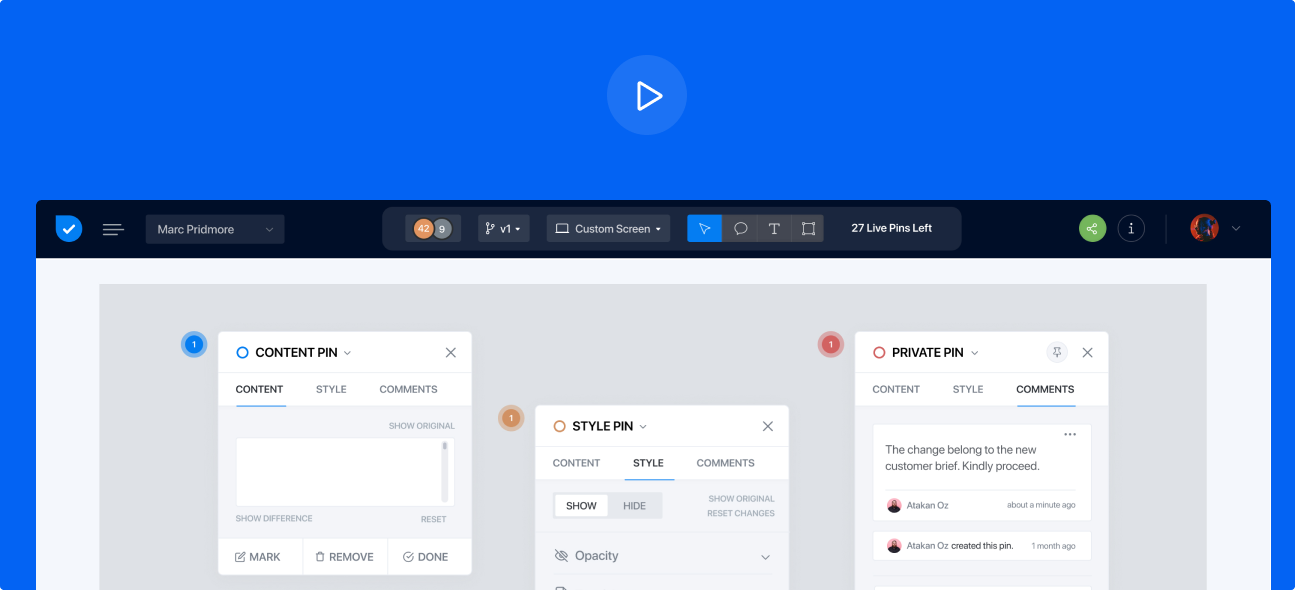 Marc Pridmore
42 9
v1
Custom Screen
T
27 Live Pins Left
i
1
CONTENT PIN
CONTENT STYLE COMMENTS
SHOW ORIGINAL
SHOW DIFFERENCE RESET
MARK REMOVE DONE
1
STYLE PIN
CONTENT STYLE COMMENTS
SHOW HIDE
SHOW ORIGINAL
RESET CHANGES
Opacity
1
PRIVATE PIN
CONTENT STYLE COMMENTS
The change belong to the new
customer brief. Kindly proceed.
Atakan Oz about a minute ago
Atakan Oz created this pin. 1 month ago